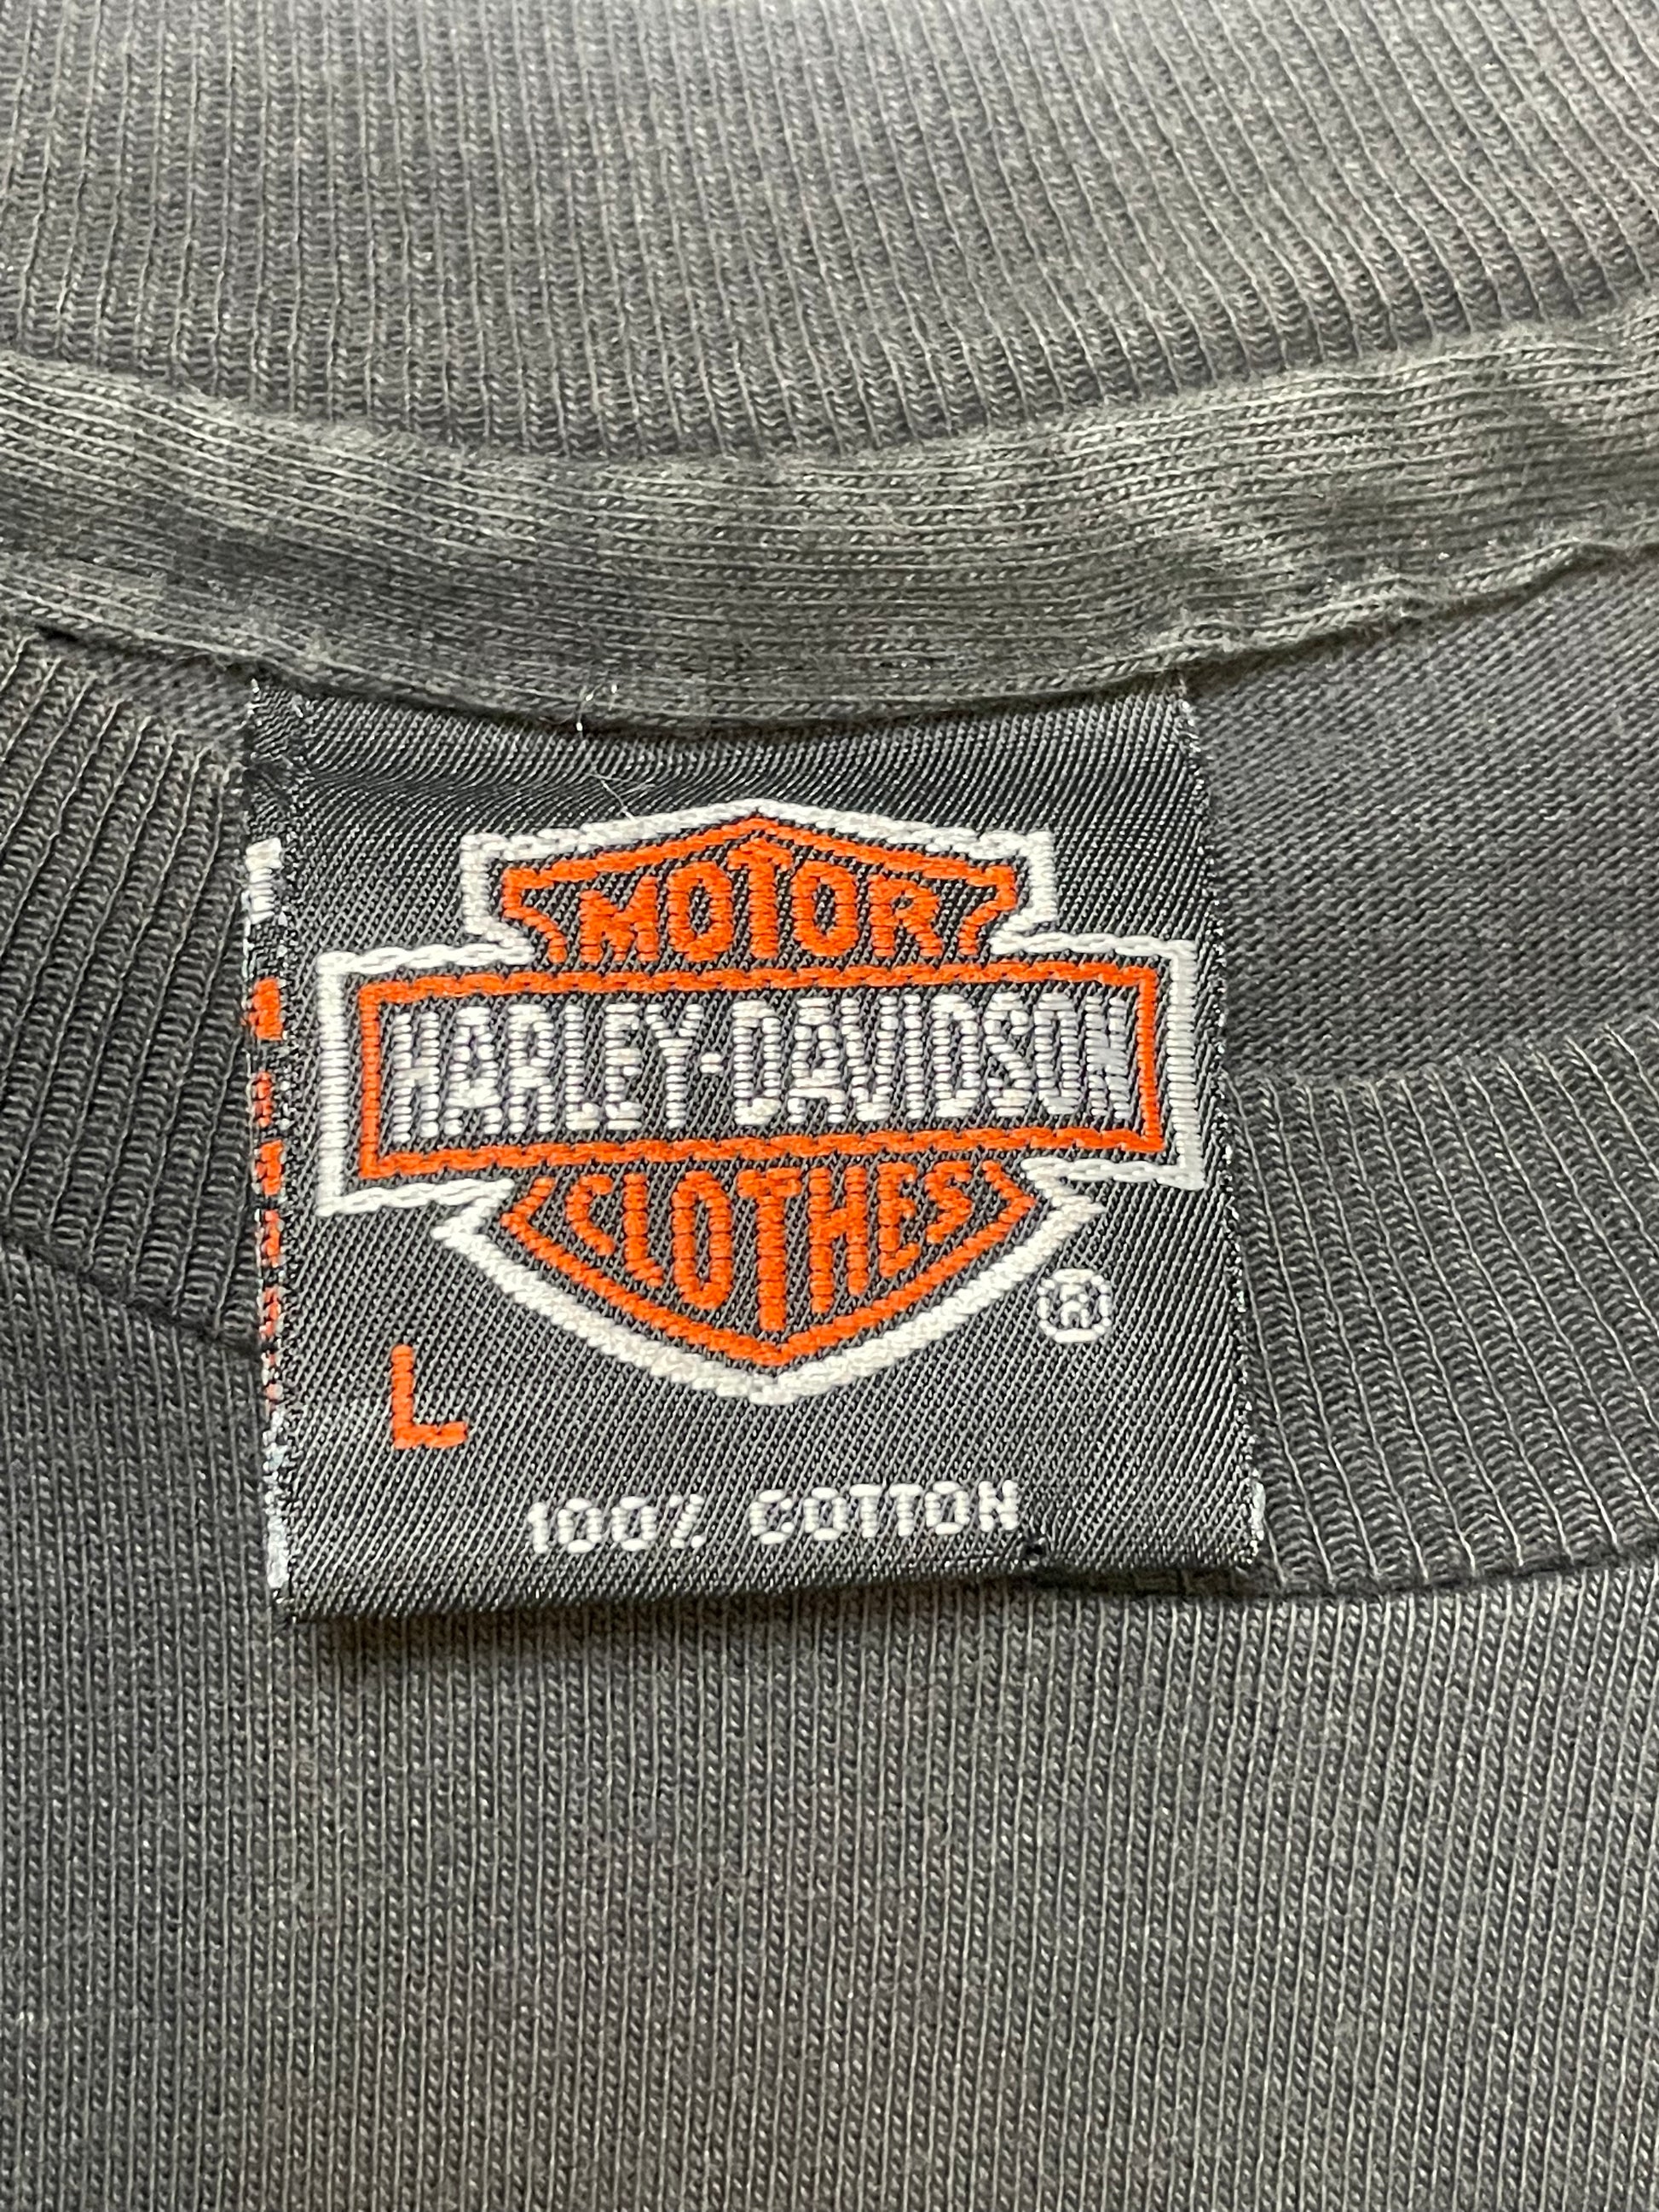 MOTOR
HARLEY-DAVIDSON
CLOTHES
®
L
100% COTTON